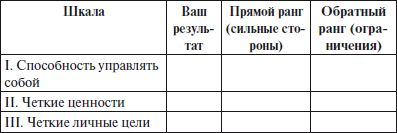 Шкала
Ваш резуль-тат
Прямой ранг (сильные сто-роны)
Обратный ранг (огра-ничения)
I. Способность управлять
собой
II. Четкие ценности
III. Четкие личные цели